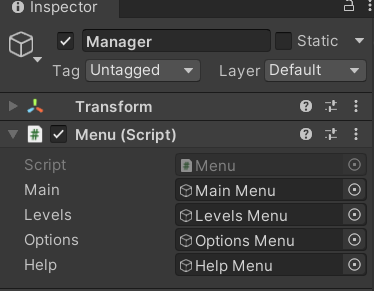 Inspector
Manager Static
Tag Untagged Layer Default
Transform
# Menu (Script)
Script # Menu
Main Main Menu
Levels Levels Menu
Options Options Menu
Help Help Menu